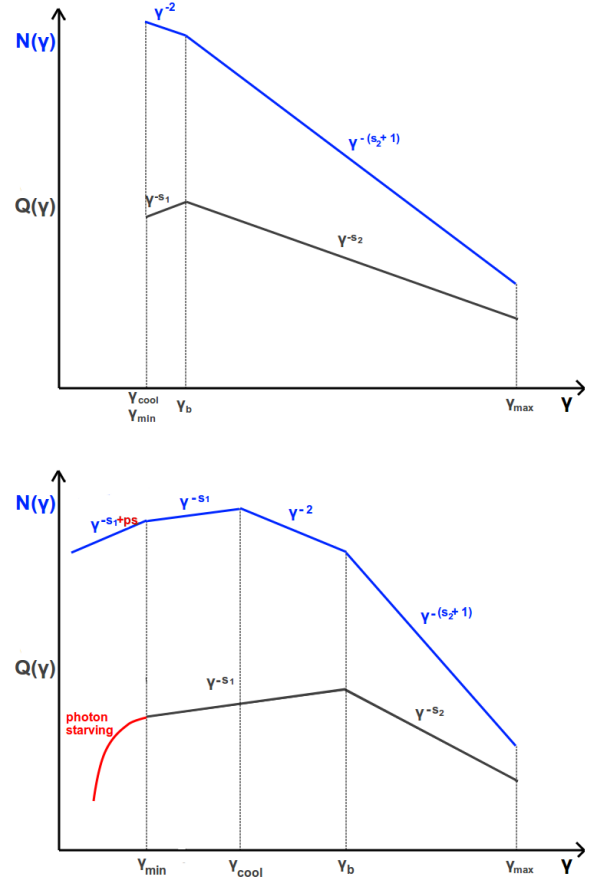 γ-2
N(γ)
γ-(s2+1)
Q(γ)
γ-s1
γ-s2
γcool
γmin
γb
γmax
γ
N(γ)
γ-s1+ps
γ-s1
γ-2
γ-(s2+1)
Q(γ)
γ-s1
γ-s2
photon
starving
γmin
γcool
γb
γmax
γ